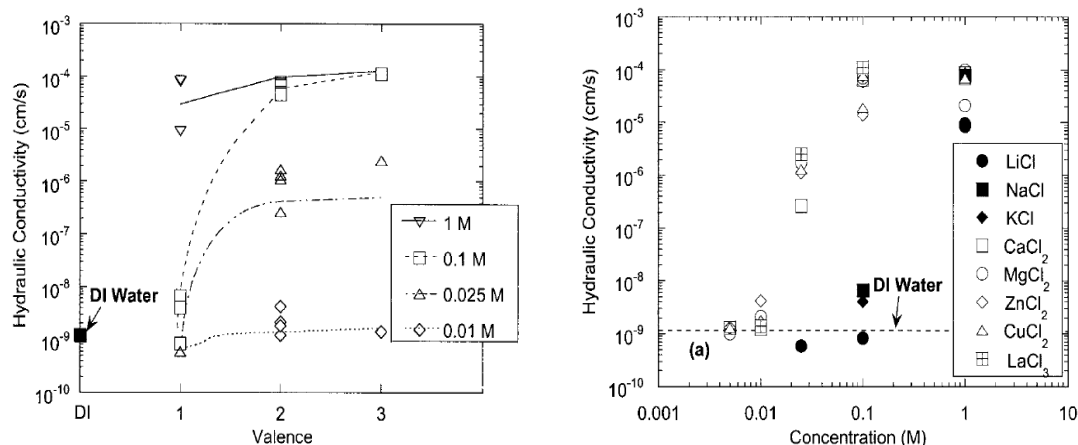 Hydraulic Conductivity (cm/s)
10⁻³
10⁻⁴
10⁻⁵
10⁻⁶
10⁻⁷
10⁻⁸
10⁻⁹
10⁻¹⁰
DI Water
1 M
0.1 M
0.025 M
0.01 M
DI
1
2
3
Valence
Hydraulic Conductivity (cm/s)
10⁻³
10⁻⁴
10⁻⁵
10⁻⁶
10⁻⁷
10⁻⁸
10⁻⁹
10⁻¹⁰
DI Water
(a)
LiCl
NaCl
KCl
CaCl₂
MgCl₂
ZnCl₂
CuCl₂
LaCl₃
0.001
0.01
0.1
1
10
Concentration (M)